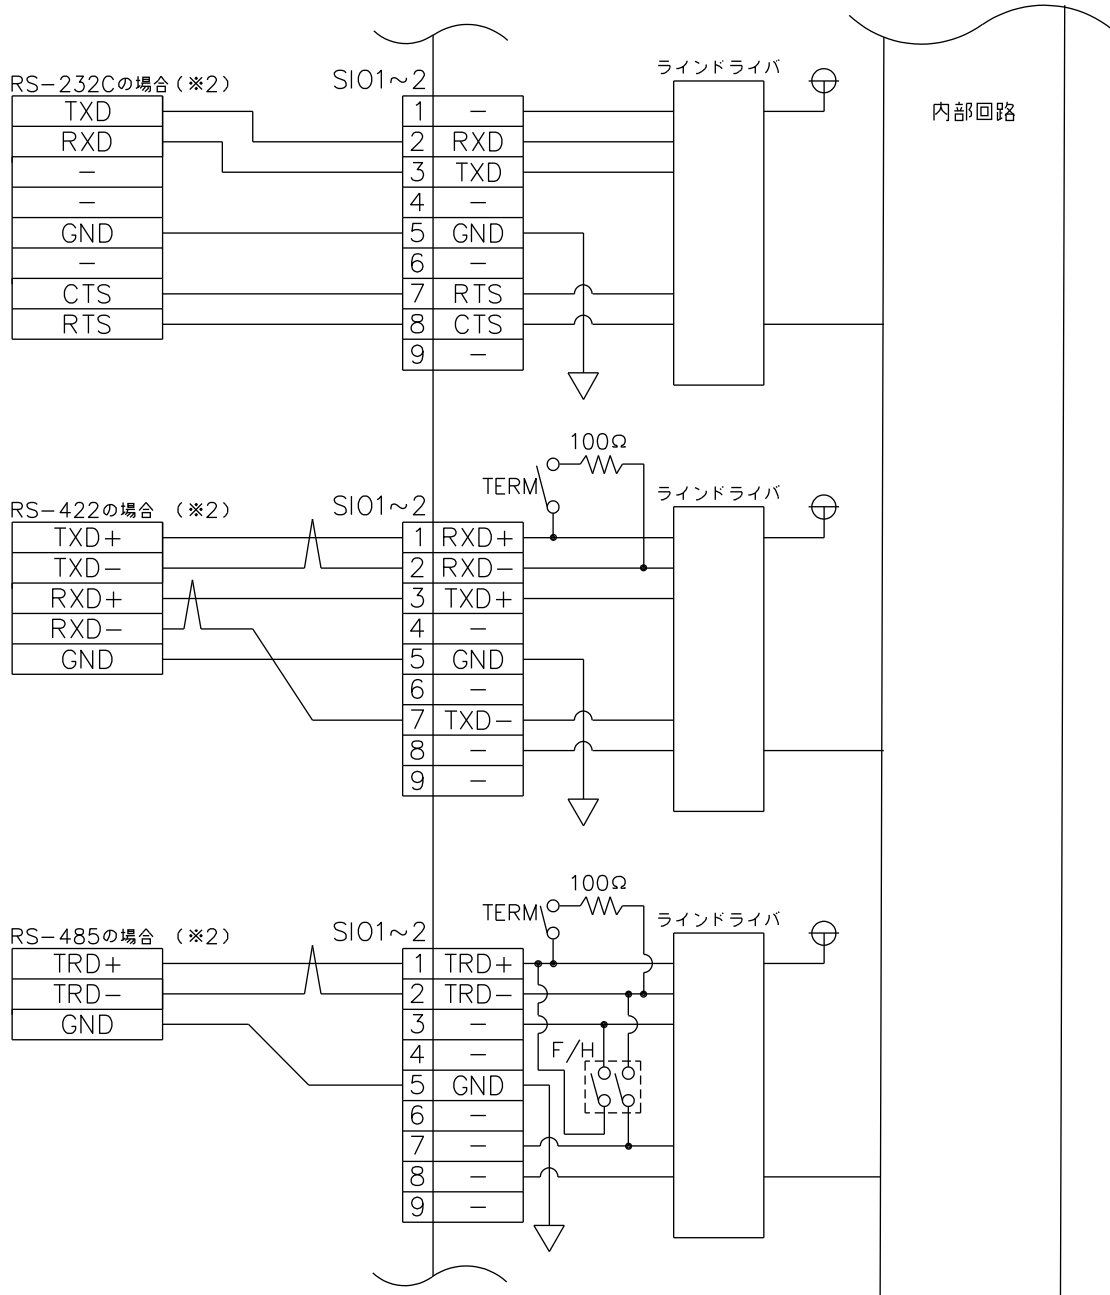 RS-232Cの場合（※2）
SIO1～2
ラインドライバ
内部回路
TXD 1 -
RXD 2 RXD
- 3 TXD
- 4 -
GND 5 GND
- 6 -
CTS 7 RTS
RTS 8 CTS
9 -
100Ω
TERM
RS-422の場合 （※2）
SIO1～2
ラインドライバ
TXD+ 1 RXD+
TXD- 2 RXD-
RXD+ 3 TXD+
RXD- 4 -
GND 5 GND
6 -
7 TXD-
8 -
9 -
100Ω
TERM
RS-485の場合 （※2）
SIO1～2
ラインドライバ
TRD+ 1 TRD+
TRD- 2 TRD-
GND 3 -
F/H
4 -
5 GND
6 -
7 -
8 -
9 -